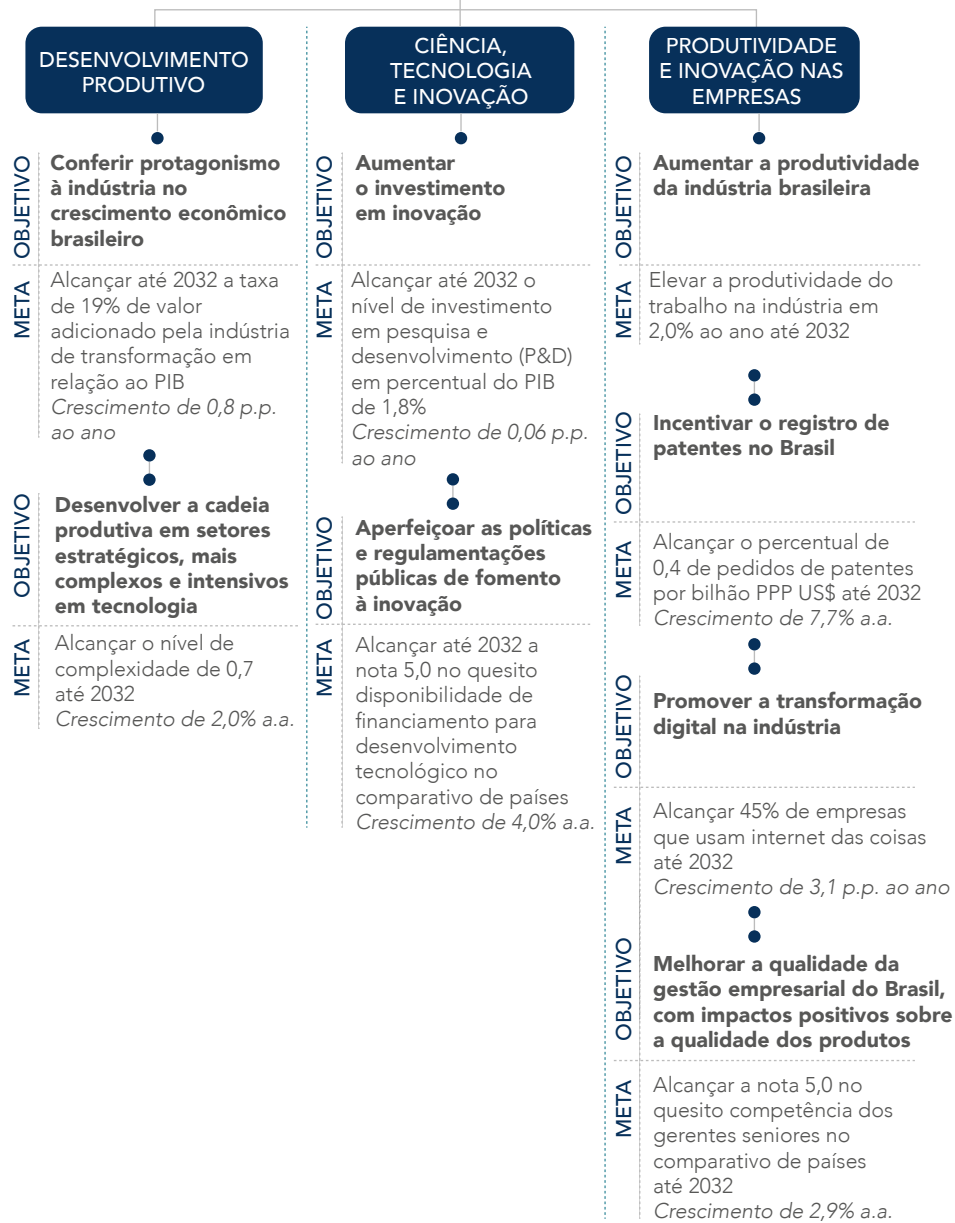 DESENVOLVIMENTO
PRODUTIVO
OBJETIVO
Conferir protagonismo
à indústria no
crescimento econômico
brasileiro
META
Alcançar até 2032 a taxa
de 19% de valor
adicionado pela indústria
de transformação em
relação ao PIB
Crescimento de 0,8 p.p.
ao ano
OBJETIVO
Desenvolver a cadeia
produtiva em setores
estratégicos, mais
complexos e intensivos
em tecnologia
META
Alcançar o nível de
complexidade de 0,7
até 2032
Crescimento de 2,0% a.a.
CIÊNCIA,
TECNOLOGIA
E INOVAÇÃO
OBJETIVO
Aumentar
o investimento
em inovação
META
Alcançar até 2032 o
nível de investimento
em pesquisa e
desenvolvimento (P&D)
em percentual do PIB
de 1,8%
Crescimento de 0,06 p.p.
ao ano
OBJETIVO
Aperfeiçoar as políticas
e regulamentações
públicas de fomento
à inovação
META
Alcançar até 2032 a
nota 5,0 no quesito
disponibilidade de
financiamento para
desenvolvimento
tecnológico no
comparativo de países
Crescimento de 4,0% a.a.
PRODUTIVIDADE
E INOVAÇÃO NAS
EMPRESAS
OBJETIVO
Aumentar a produtividade
da indústria brasileira
META
Elevar a produtividade do
trabalho na indústria em
2,0% ao ano até 2032
OBJETIVO
Incentivar o registro de
patentes no Brasil
META
Alcançar o percentual de
0,4 de pedidos de patentes
por bilhão PPP US$ até 2032
Crescimento de 7,7% a.a.
OBJETIVO
Promover a transformação
digital na indústria
META
Alcançar 45% de empresas
que usam internet das coisas
até 2032
Crescimento de 3,1 p.p. ao ano
OBJETIVO
Melhorar a qualidade da
gestão empresarial do Brasil,
com impactos positivos sobre
a qualidade dos produtos
META
Alcançar a nota 5,0 no
quesito competência dos
gerentes seniores no
comparativo de países
até 2032
Crescimento de 2,9% a.a.